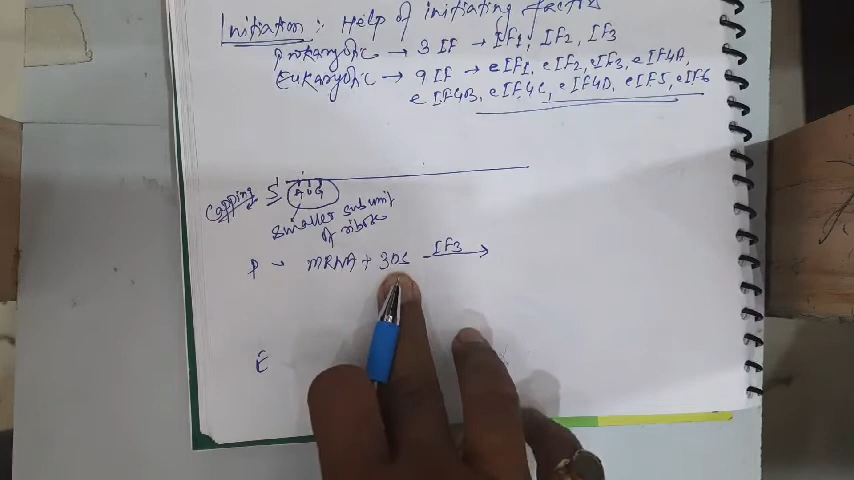 Initiation : Help of initiating factors
Prokaryotic → 3 IF → IF1, IF2, IF3
Eukaryotic → 9 IF → eIF1, eIF2, eIF3, eIF4A,
eIF4B, eIF4C, eIF4D, eIF5, eIF6
Capping 5' AUG
smaller subunit
of
P → mRNA + 30S IF3 →
E